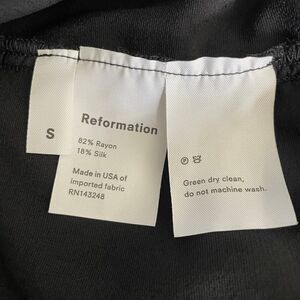 S
Reformation
82% Rayon
18% Silk
Made in USA of
imported fabric
RN143248
Green dry clean,
do not machine wash.